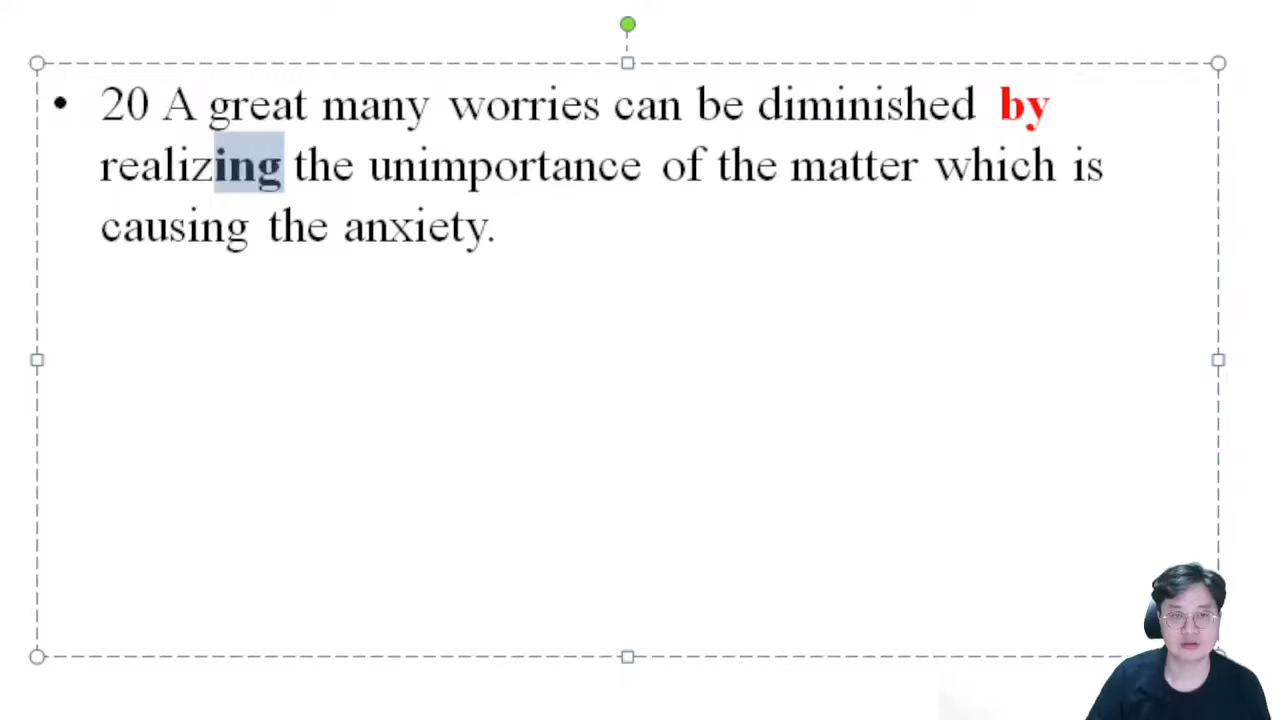 • 20 A great many worries can be diminished by
realizing the unimportance of the matter which is
causing the anxiety.